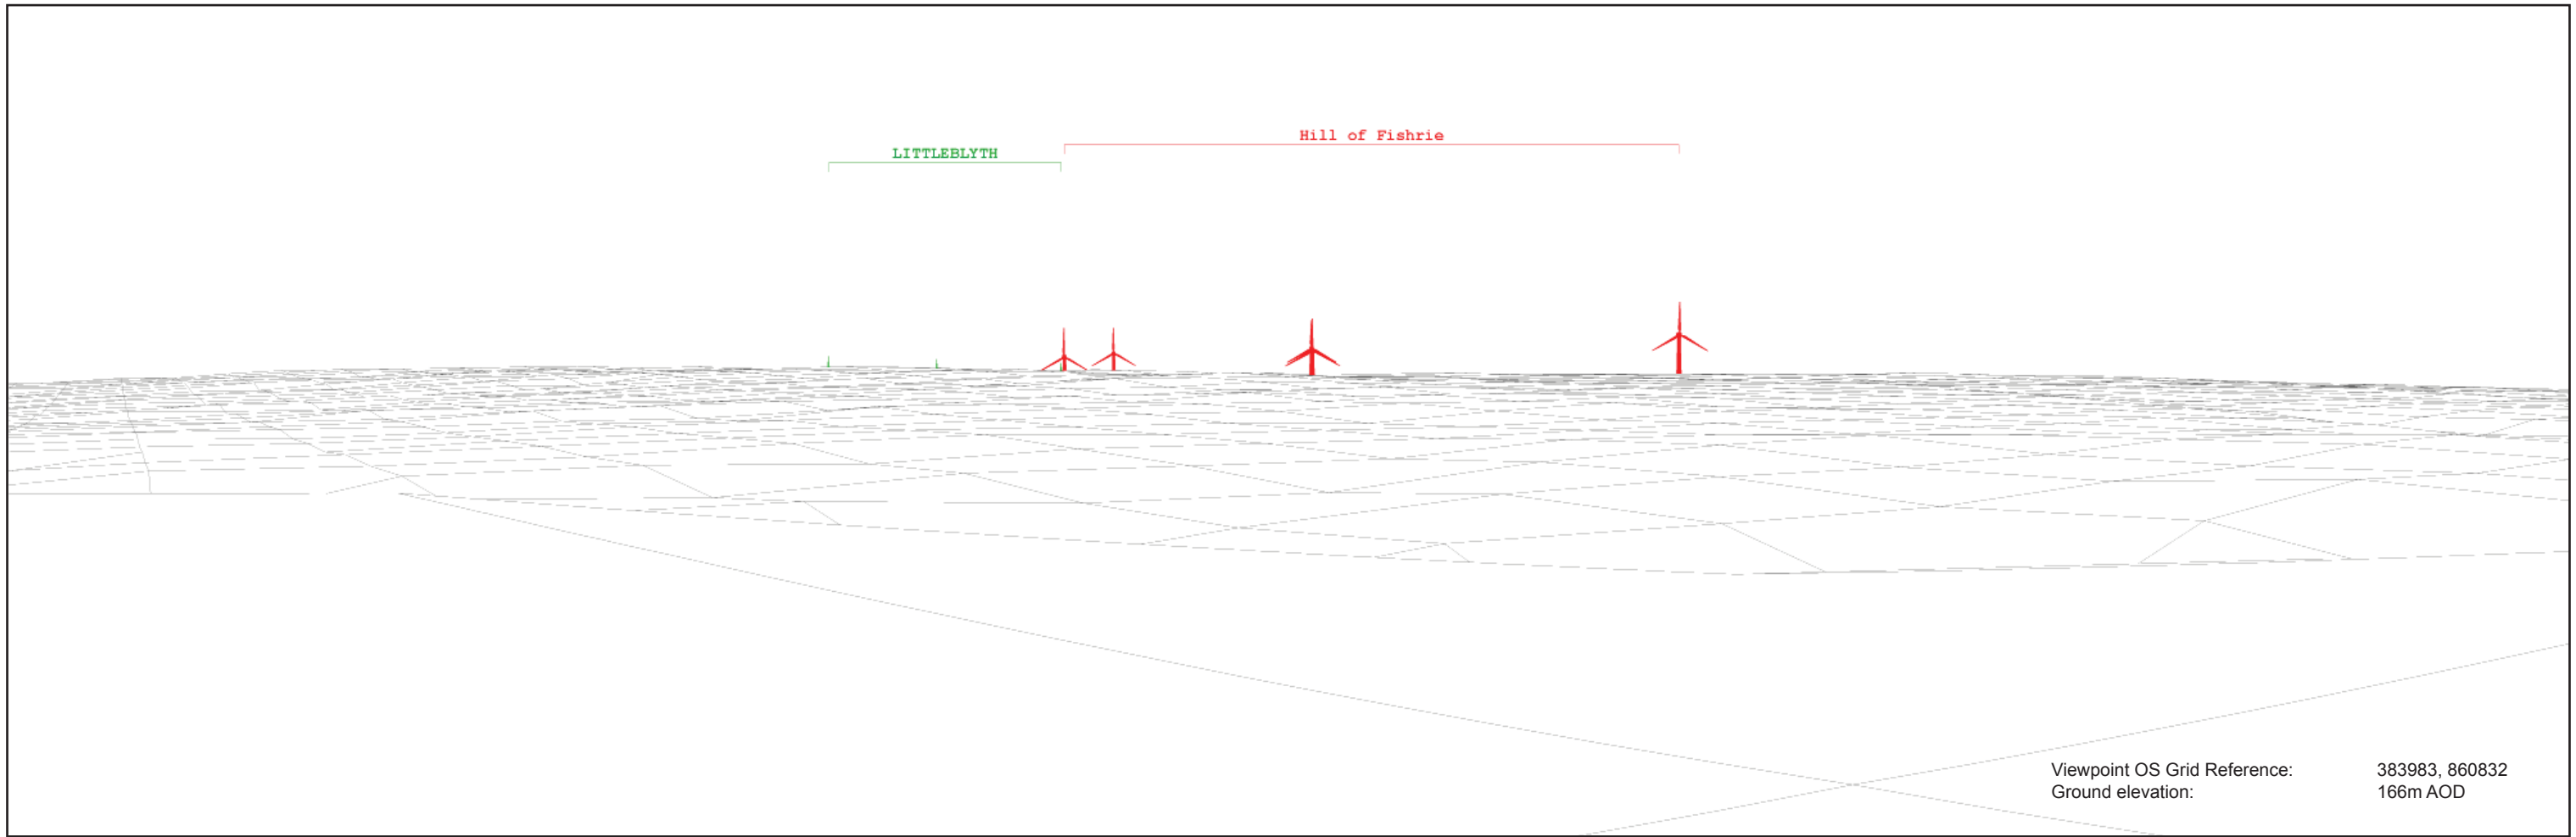 Hill of Fishrie
LITTLEBLYTH
Viewpoint OS Grid Reference: 383983, 860832
Ground elevation: 166m AOD